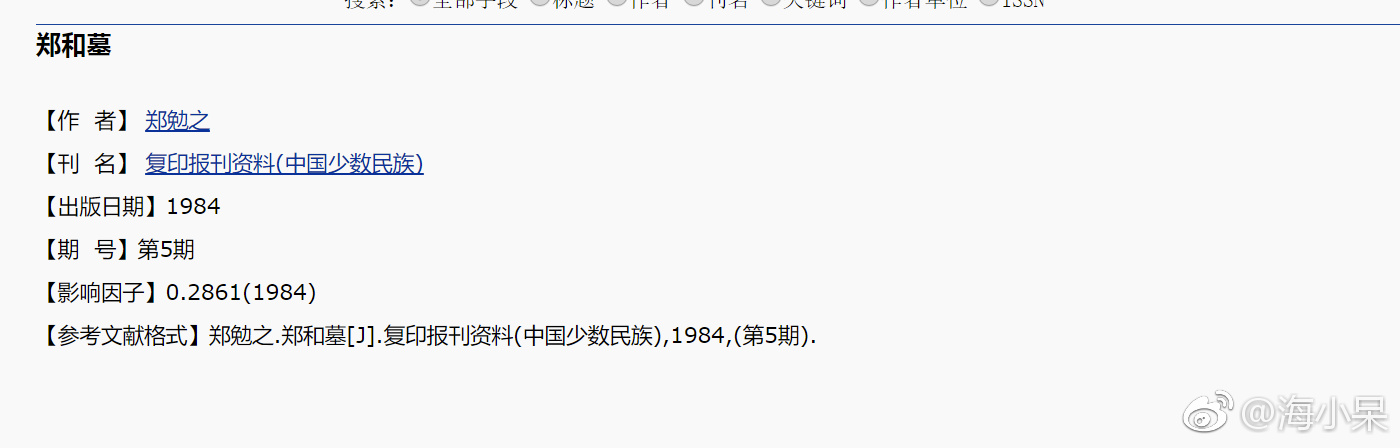 搜索: 全部字段 标题 作者 刊名 关键词 作者单位 ISSN
郑和墓
【作 者】 郑勉之
【刊 名】 复印报刊资料(中国少数民族)
【出版日期】1984
【期 号】第5期
【影响因子】0.2861(1984)
【参考文献格式】郑勉之.郑和墓[J].复印报刊资料(中国少数民族),1984,(第5期).
@海小呆